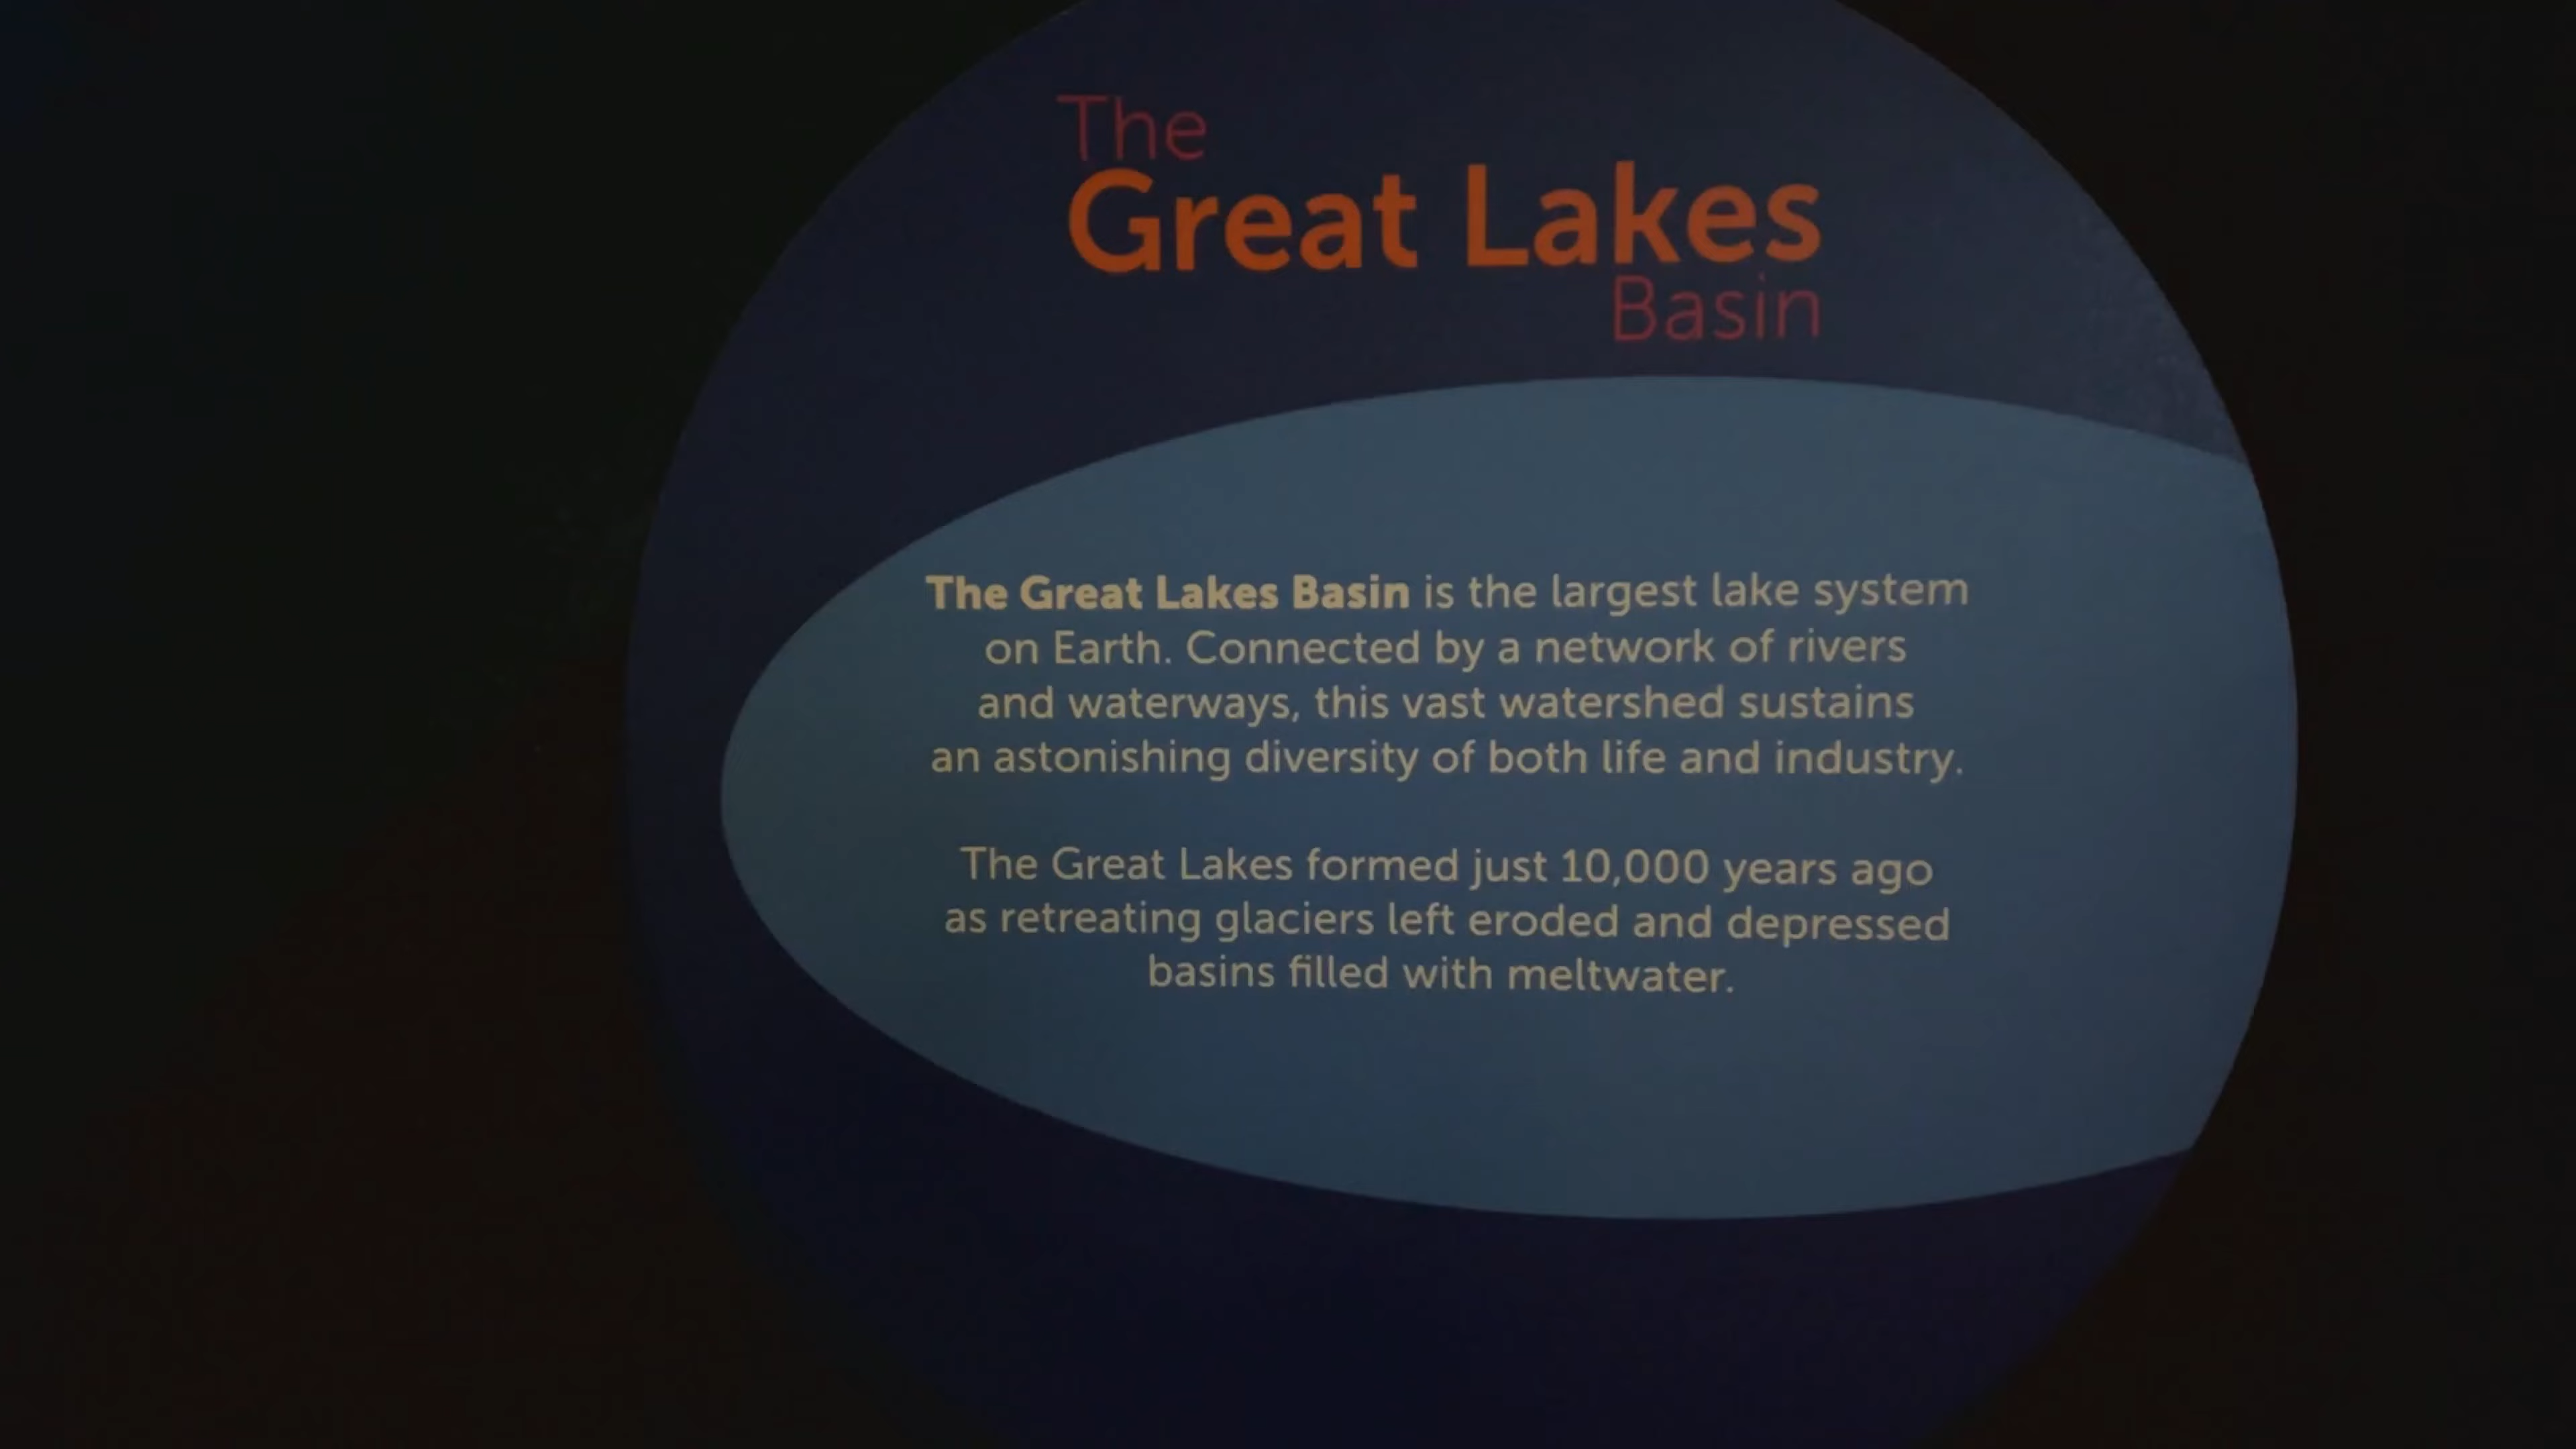 The
Great Lakes
Basin
The Great Lakes Basin is the largest lake system
on Earth. Connected by a network of rivers
and waterways, this vast watershed sustains
an astonishing diversity of both life and industry.
The Great Lakes formed just 10,000 years ago
as retreating glaciers left eroded and depressed
basins filled with meltwater.